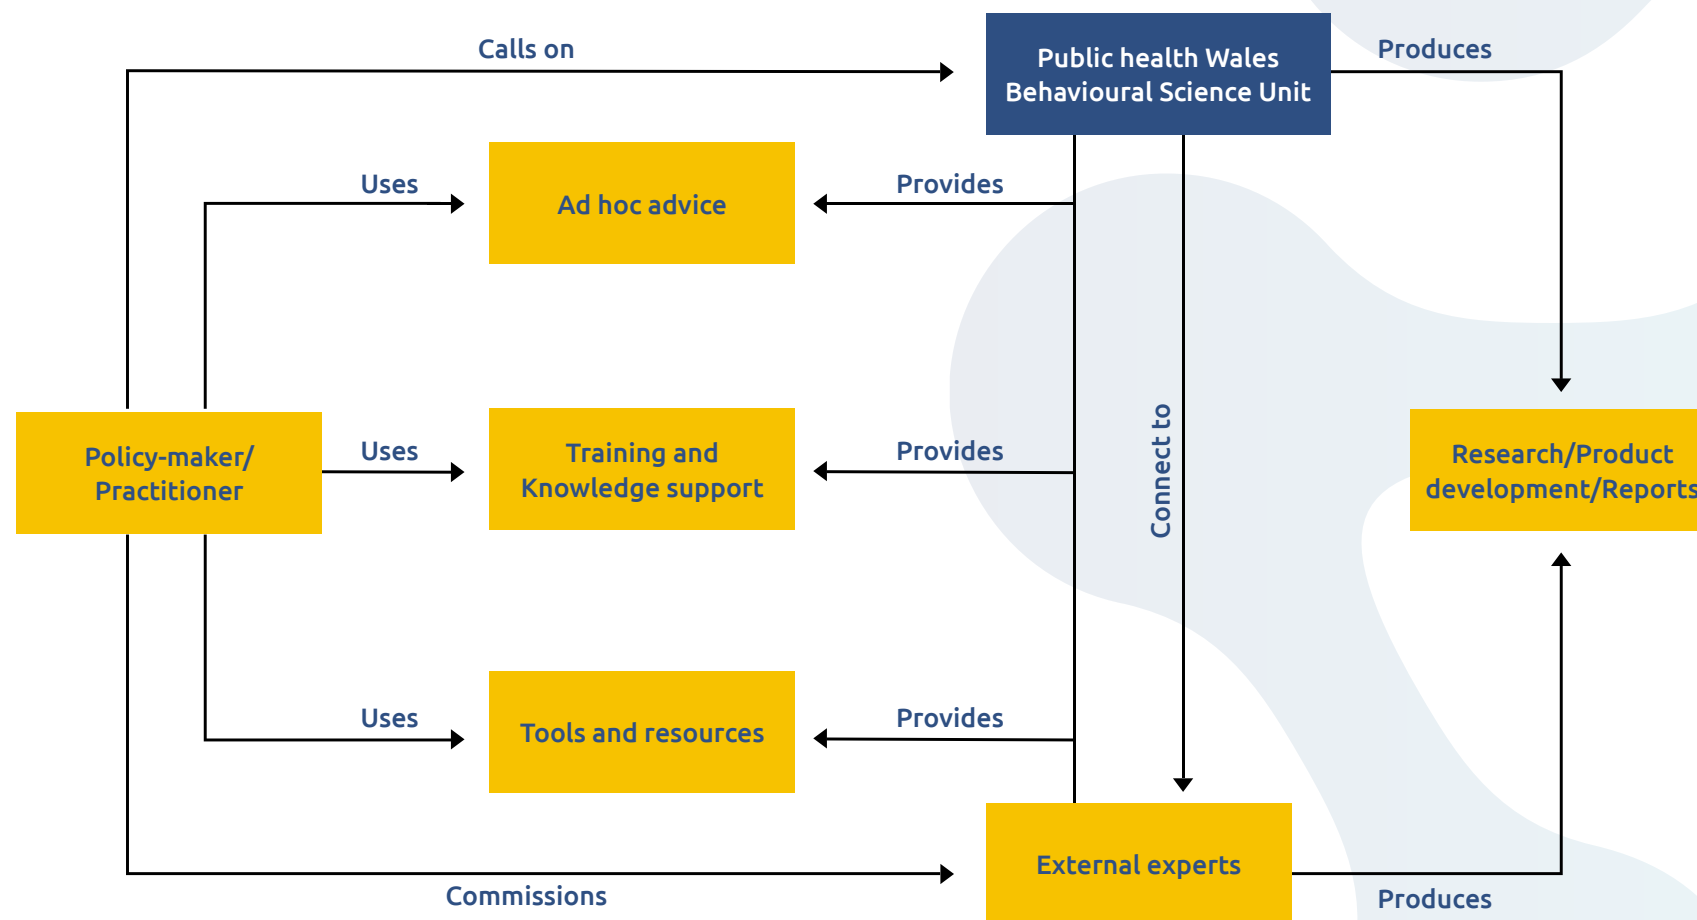 Calls on
Public health Wales
Behavioural Science Unit
Produces
Uses
Ad hoc advice
Provides
Policy-maker/
Practitioner
Uses
Training and
Knowledge support
Provides
Connect to
Research/Product
development/Reports
Uses
Tools and resources
Provides
Commissions
External experts
Produces